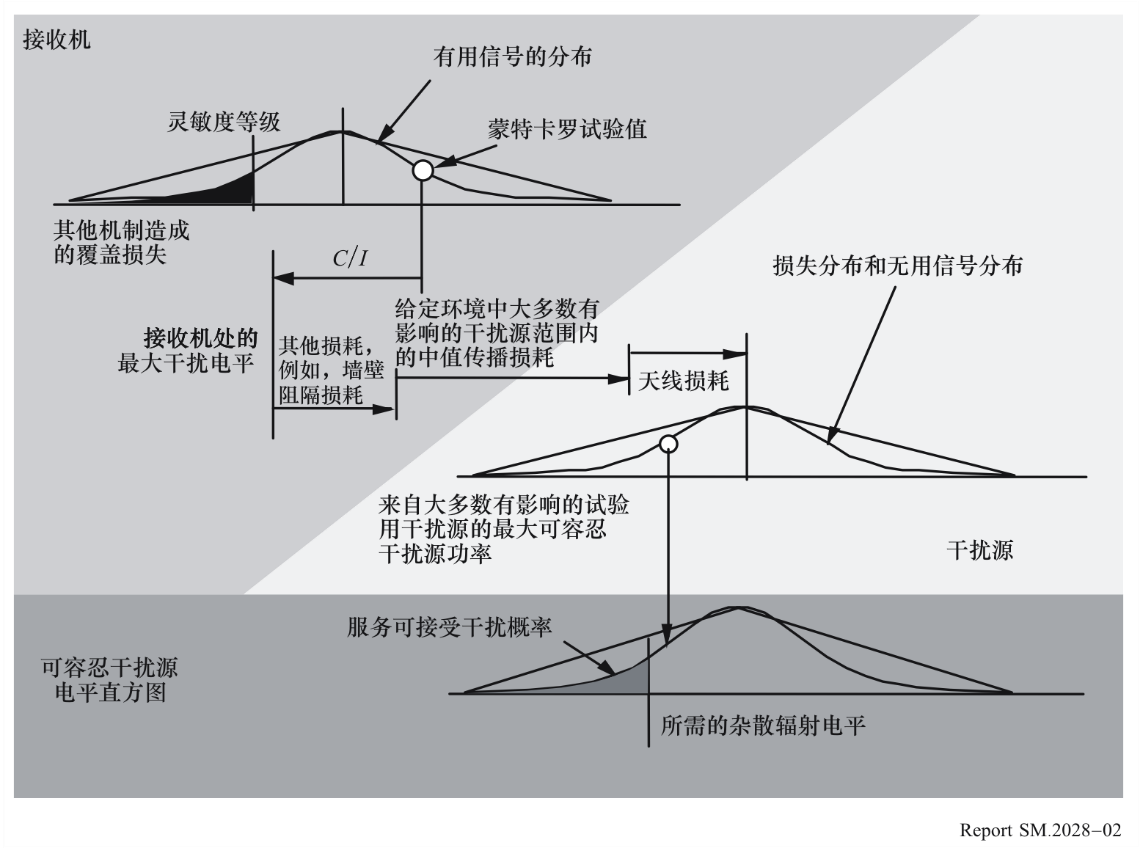 接收机
有用信号的分布
灵敏度等级
蒙特卡罗试验值
其他机制造成
的覆盖损失
C/I
损失分布和无用信号分布
给定环境中大多数有
影响的干扰源范围内
的中值传播损耗
接收机处的
最大干扰电平
其他损耗，
例如，墙壁
阻隔损耗
天线损耗
来自大多数有影响的试验
用干扰源的最大可容忍
干扰源功率
干扰源
服务可接受干扰概率
可容忍干扰源
电平直方图
所需的杂散辐射电平
Report SM.2028–02